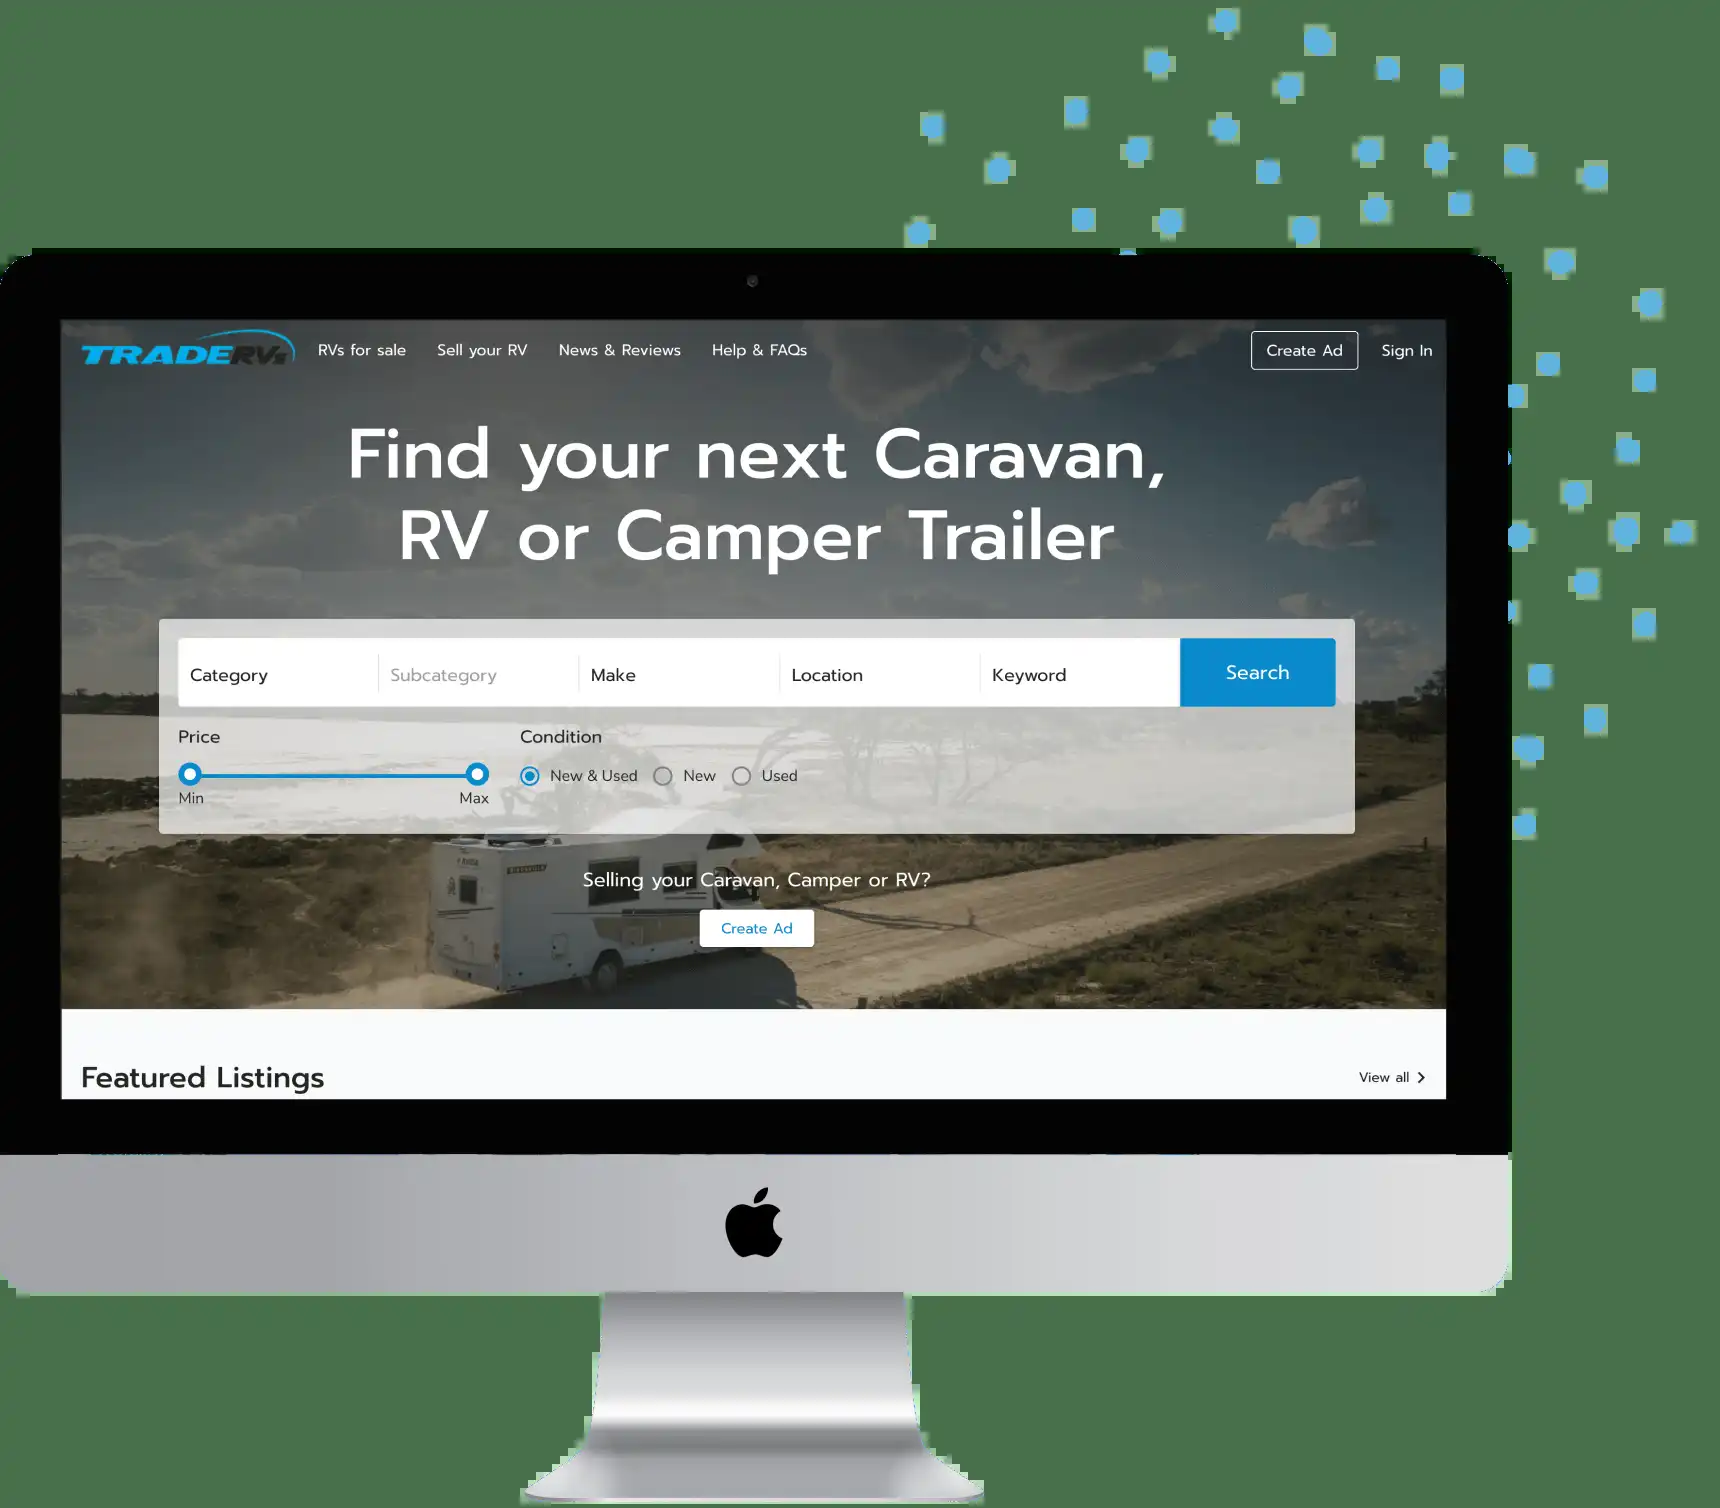 TRADERVs
RVs for sale
Sell your RV
News & Reviews
Help & FAQs
Create Ad
Sign In
Find your next Caravan,
RV or Camper Trailer
Category
Subcategory
Make
Location
Keyword
Search
Price
Condition
New & Used
New
Used
Min
Max
Selling your Caravan, Camper or RV?
Create Ad
Featured Listings
View all